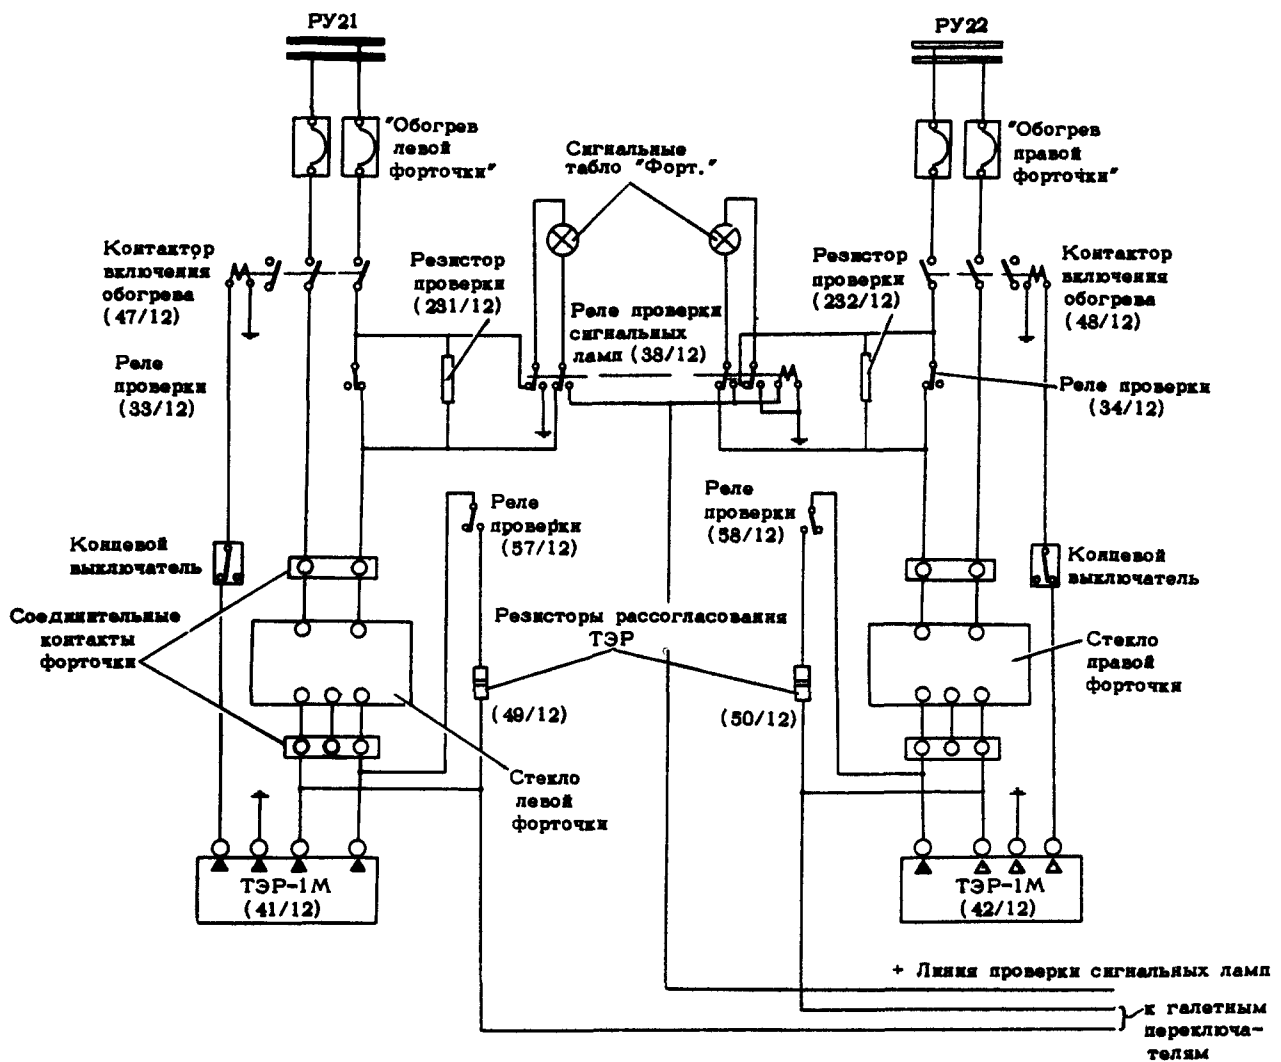 РУ21
РУ22
"Обогрев
левой
форточки"
Сигнальные
табло "Форт."
"Обогрев
правой
форточки"
Контактор
включения
обогрева
(47/12)
Резистор
проверки
(231/12)
Реле проверки
сигнальных
ламп (38/12)
Резистор
проверки
(232/12)
Контактор
включения
обогрева
(48/12)
Реле
проверки
(33/12)
Реле проверки
(34/12)
Реле
проверки
(57/12)
Реле
проверки
(58/12)
Концевой
выключатель
Концевой
выключатель
Соединительные
контакты
форточки
Резисторы рассогласования
ТЭР
Стекло
правой
форточки
(49/12)
(50/12)
Стекло
левой
форточки
ТЭР-1М
(41/12)
ТЭР-1М
(42/12)
+ Линия проверки сигнальных ламп
к галетным
переключа-
телям